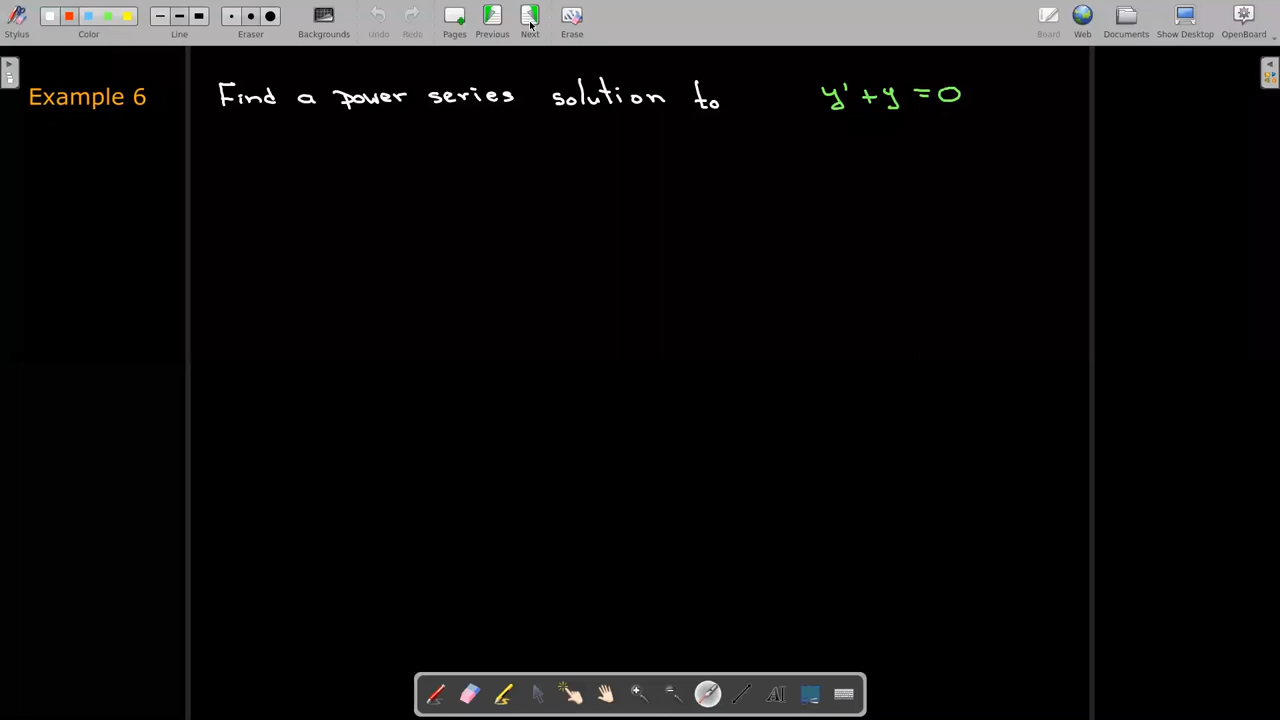 Stylus Color Line Eraser Backgrounds Undo Redo Pages Previous Next Erase Board Web Documents Show Desktop OpenBoard
Example 6 Find a power series solution to y' + y = 0
AI